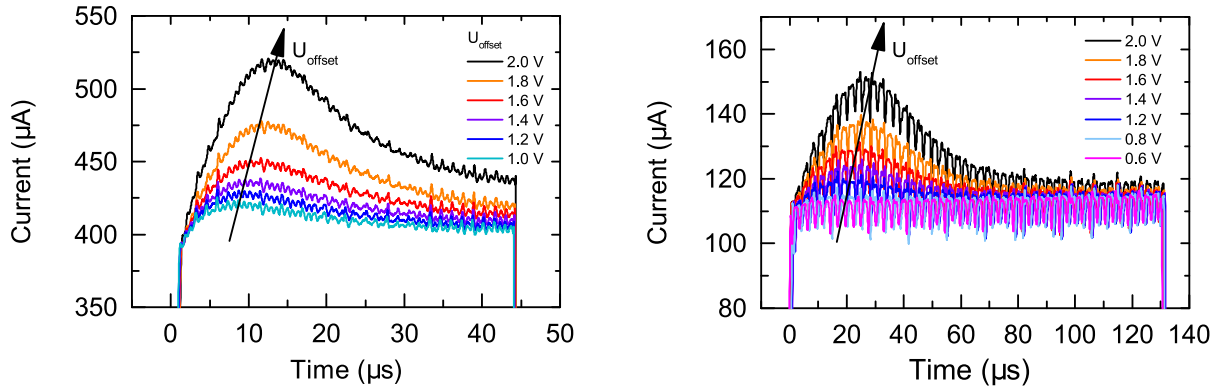 U_offset
2.0 V
1.8 V
1.6 V
1.4 V
1.2 V
1.0 V
U_offset
550
500
450
400
350
Current (µA)
0
10
20
30
40
50
Time (µs)
U_offset
2.0 V
1.8 V
1.6 V
1.4 V
1.2 V
0.8 V
0.6 V
160
140
120
100
80
Current (µA)
0
20
40
60
80
100
120
140
Time (µs)